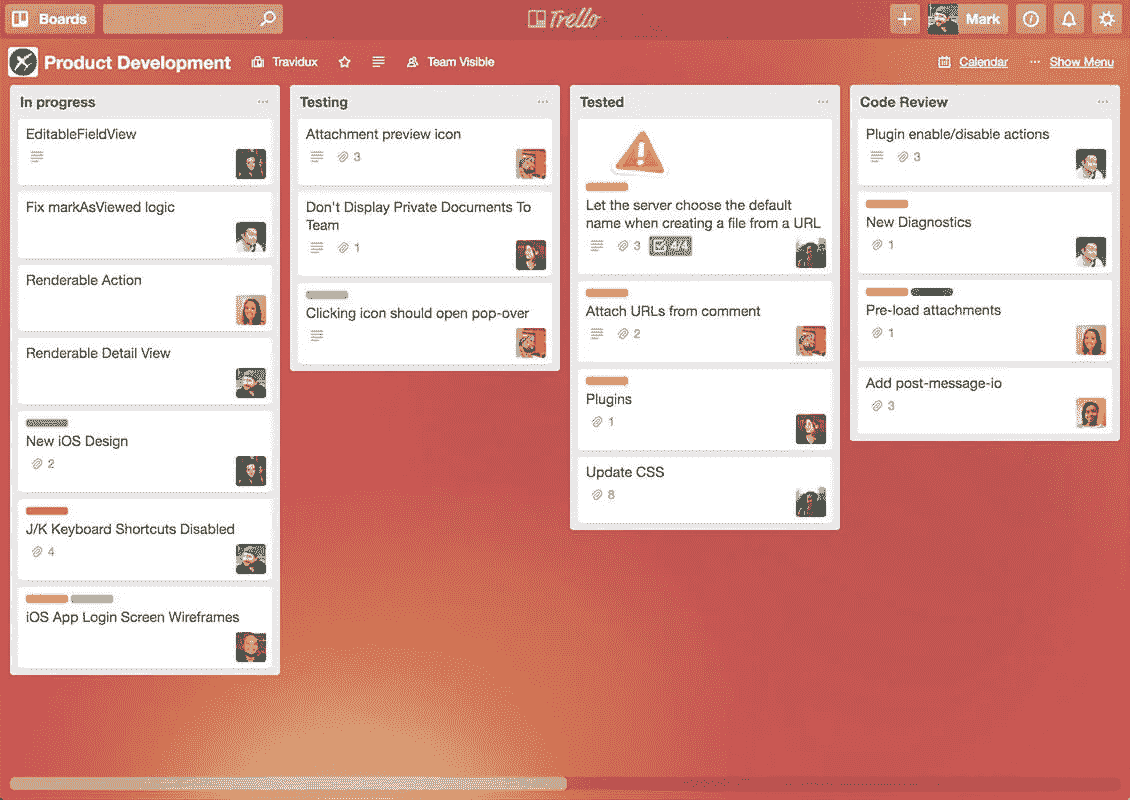 Boards
Trello
Mark
Product Development
Travidux
Team Visible
Calendar
Show Menu
In progress
EditableFieldView
Fix markAsViewed logic
Renderable Action
Renderable Detail View
New iOS Design
2
J/K Keyboard Shortcuts Disabled
4
iOS App Login Screen Wireframes
Testing
Attachment preview icon
3
Don't Display Private Documents To
Team
1
Clicking icon should open pop-over
Tested
Let the server choose the default
name when creating a file from a URL
3 4/4
Attach URLs from comment
2
Plugins
1
Update CSS
8
Code Review
Plugin enable/disable actions
3
New Diagnostics
1
Pre-load attachments
1
Add post-message-io
3